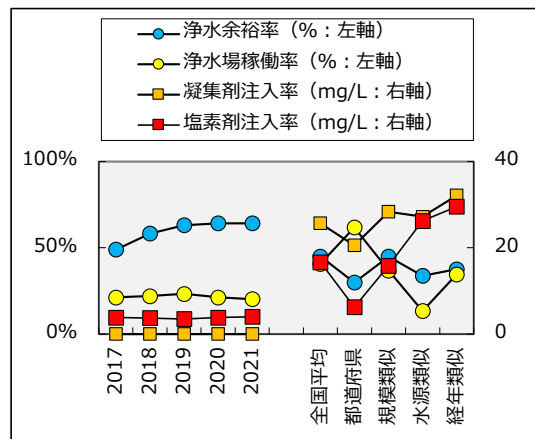 浄水余裕率（%：左軸）
浄水場稼働率（%：左軸）
凝集剤注入率（mg/L：右軸）
塩素剤注入率（mg/L：右軸）
100%
50%
0%
40
20
0
2017
2018
2019
2020
2021
全国平均
都道府県
規模類似
水源類似
経年類似